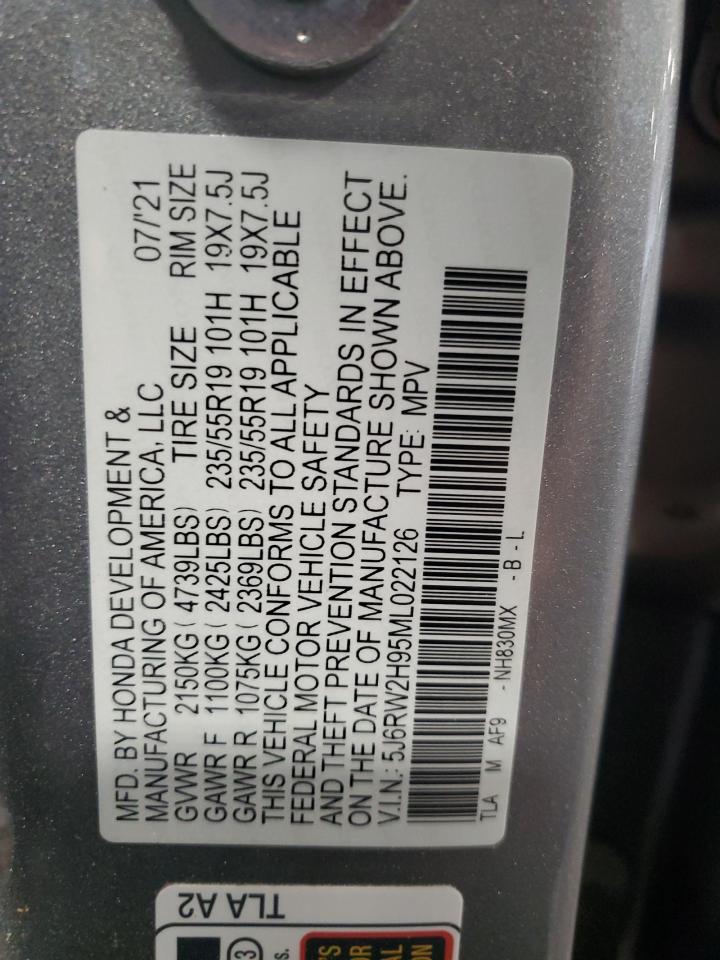 MFD. BY HONDA DEVELOPMENT & 07/'21
MANUFACTURING OF AMERICA, LLC
GVWR 2150KG ( 4739LBS) TIRE SIZE RIM SIZE
GAWR F 1100KG ( 2425LBS) 235/55R19 101H 19X7.5J
GAWR R 1075KG ( 2369LBS) 235/55R19 101H 19X7.5J
THIS VEHICLE CONFORMS TO ALL APPLICABLE
FEDERAL MOTOR VEHICLE SAFETY
AND THEFT PREVENTION STANDARDS IN EFFECT
ON THE DATE OF MANUFACTURE SHOWN ABOVE.
V.I.N.: 5J6RW2H95ML022126 TYPE: MPV
TLA M AF9 - NH830MX - B - L
TLA A2
3